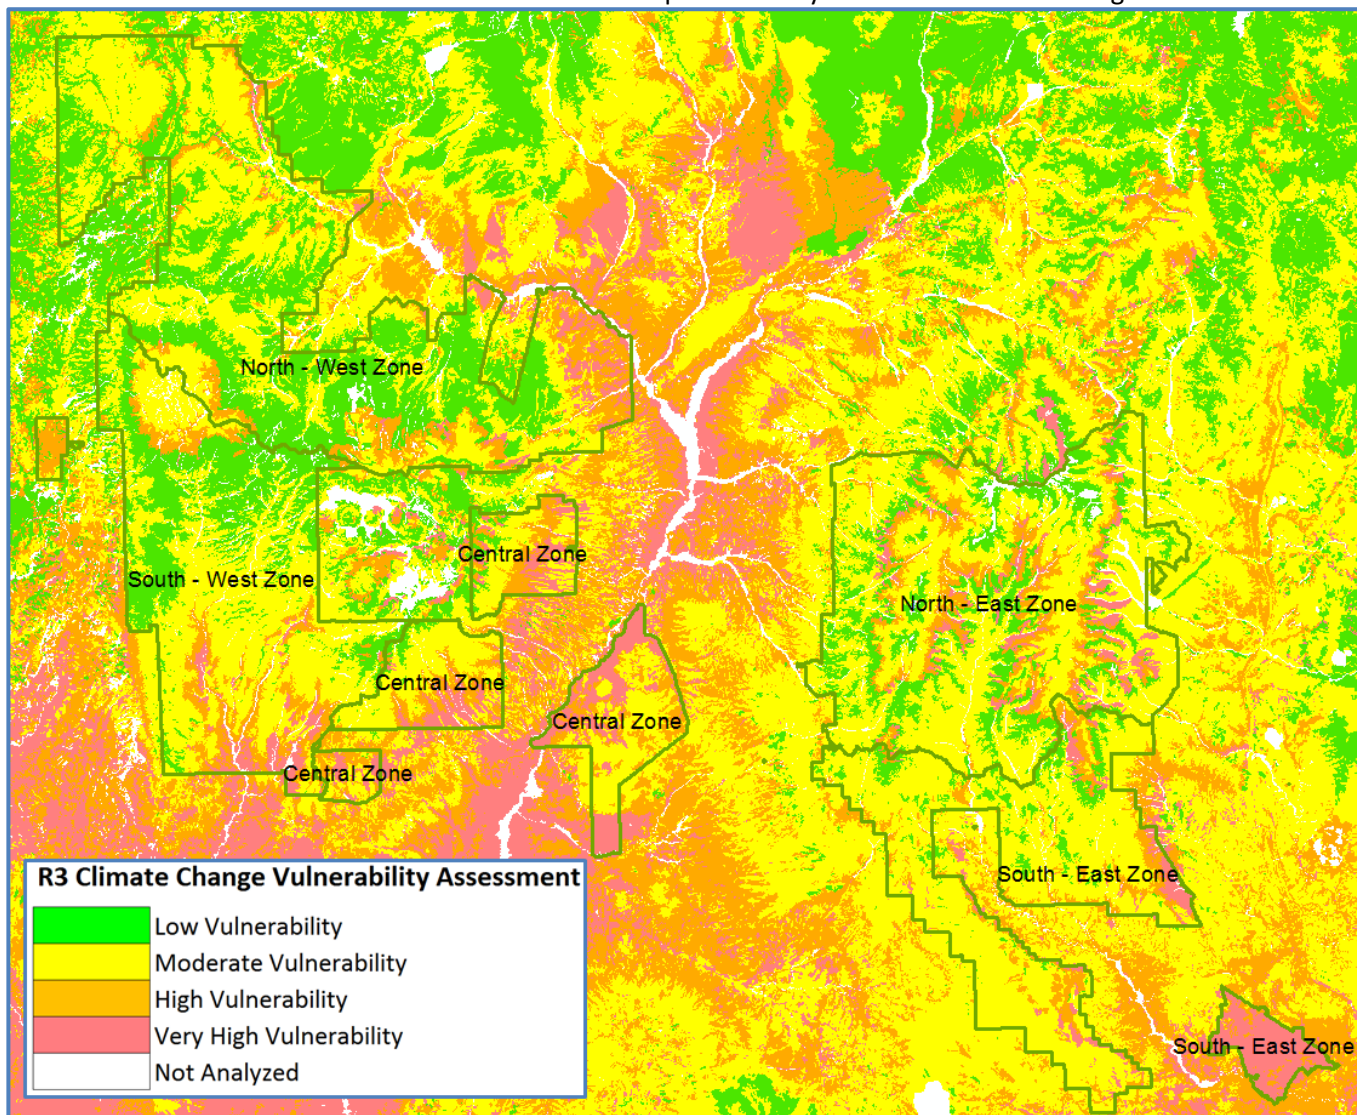 North - West Zone
Central Zone
South - West Zone
North - East Zone
Central Zone
Central Zone
Central Zone
South - East Zone
South - East Zone
R3 Climate Change Vulnerability Assessment
Low Vulnerability
Moderate Vulnerability
High Vulnerability
Very High Vulnerability
Not Analyzed